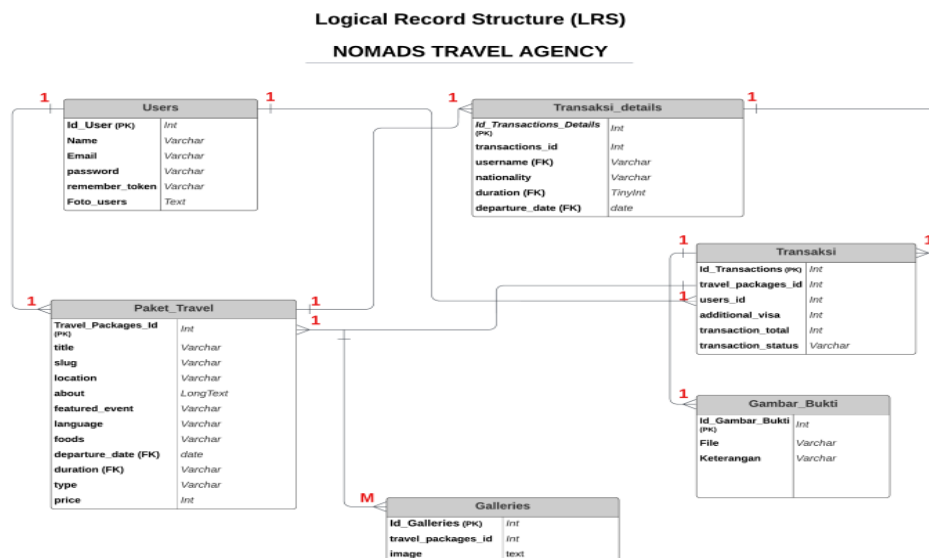 Logical Record Structure (LRS)
NOMADS TRAVEL AGENCY
1
1
1
1
Users
Id_User (PK) Int
Name Varchar
Email Varchar
password Varchar
remember_token Varchar
Foto_users Text
Transaksi_details
Id_Transactions_Details (PK) Int
transactions_id Int
username (FK) Varchar
nationality Varchar
duration (FK) TinyInt
departure_date (FK) date
1
1
Transaksi
Id_Transactions (PK) Int
travel_packages_id Int
1
users_id Int
additional_visa Int
transaction_total Int
transaction_status Varchar
1
1
1
Paket_Travel
Travel_Packages_Id (PK) Int
title Varchar
slug Varchar
location Varchar
about LongText
featured_event Varchar
language Varchar
foods Varchar
departure_date (FK) date
duration (FK) Varchar
type Varchar
price Int
1
Gambar_Bukti
Id_Gambar_Bukti (PK) Int
File Varchar
Keterangan Varchar
M
Galleries
Id_Galleries (PK) Int
travel_packages_id Int
image text